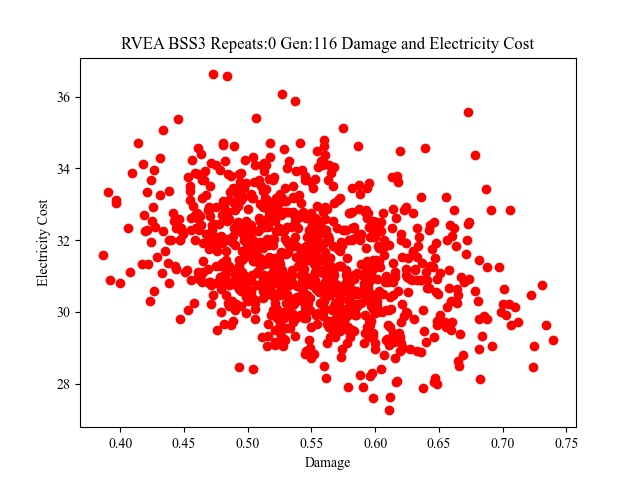 RVEA BSS3 Repeats:0 Gen:116 Damage and Electricity Cost
36
34
32
30
28
Electricity Cost
0.40 0.45 0.50 0.55 0.60 0.65 0.70 0.75
Damage